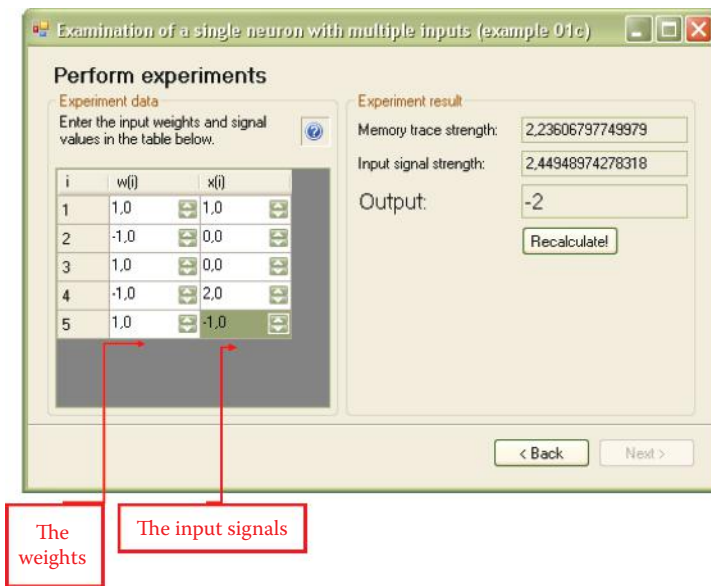 Examination of a single neuron with multiple inputs (example 01c)
Perform experiments
Experiment data
Enter the input weights and signal
values in the table below.
i w(i) x(i)
1 1,0 1,0
2 -1,0 0,0
3 1,0 0,0
4 -1,0 2,0
5 1,0 -1,0
Experiment result
Memory trace strength: 2,23606797749979
Input signal strength: 2,44948974278318
Output: -2
Recalculate!
< Back Next >
The
weights
The input signals